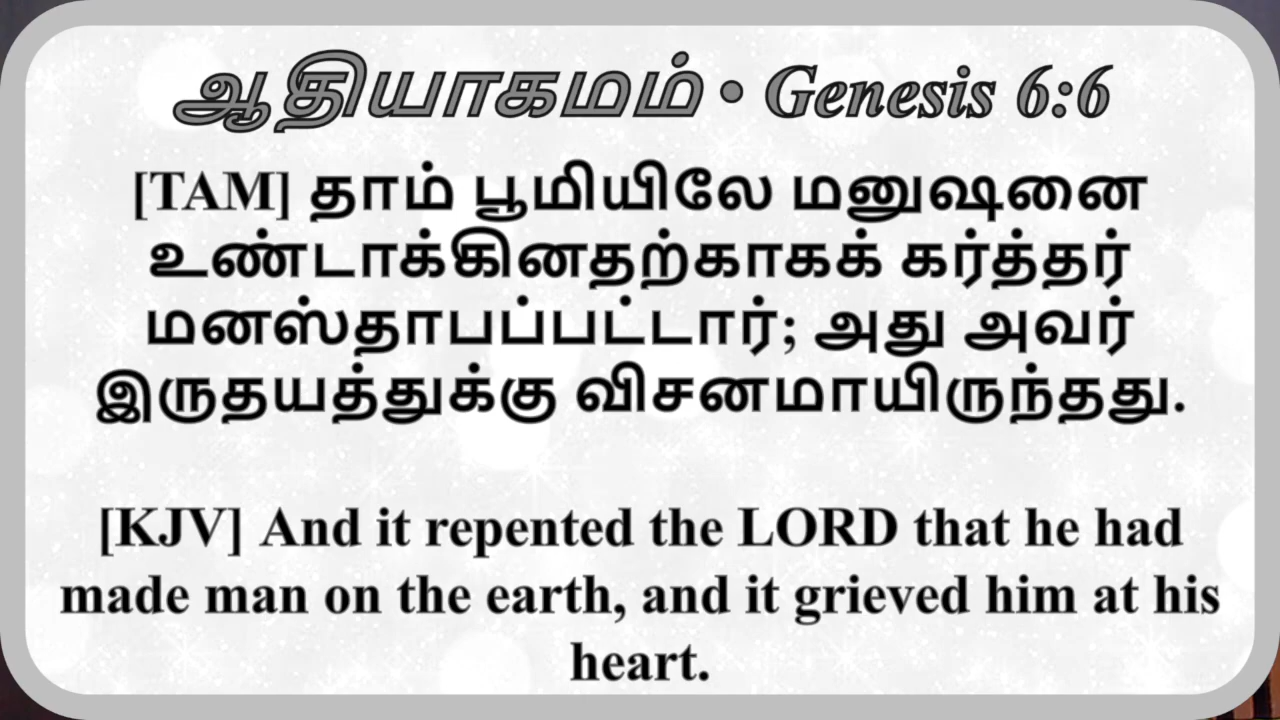 ஆதியாகமம் • Genesis 6:6
[TAM] தாம் பூமியிலே மனுஷனை
உண்டாக்கினதற்காகக் கர்த்தர்
மனஸ்தாபப்பட்டார்; அது அவர்
இருதயத்துக்கு விசனமாயிருந்தது.
[KJV] And it repented the LORD that he had
made man on the earth, and it grieved him at his
heart.